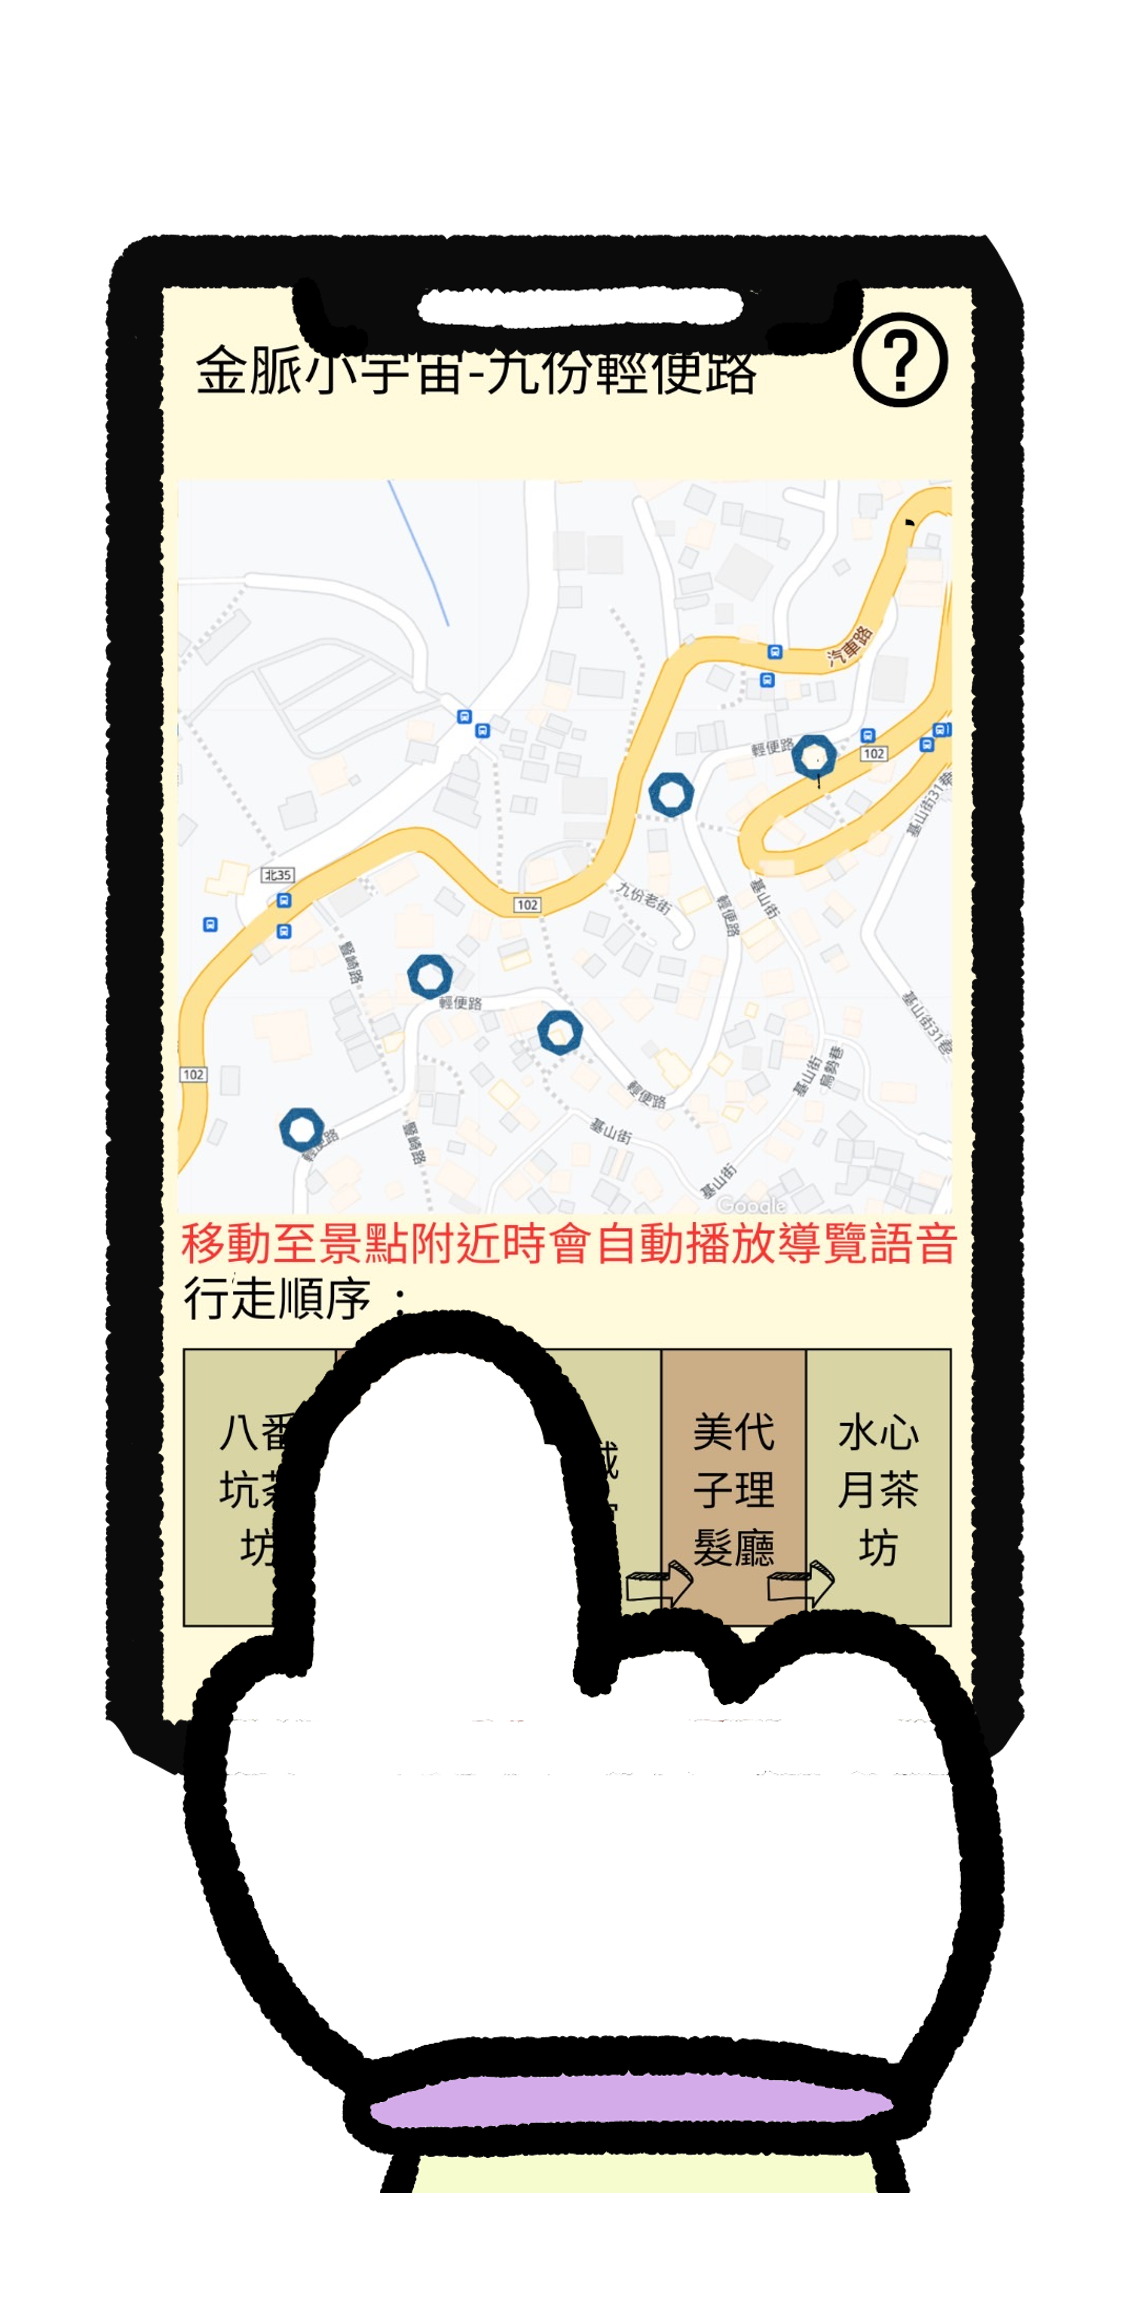 金脈小宇宙-九份輕便路
?
汽車路
輕便路
102
基山街31巷
北35
102
九份老街
輕便路
基山街
豎崎路
輕便路
基山街31巷
102
基山街
烏勢巷
輕便路
輕便路
豎崎路
基山街
基山街
Google
移動至景點附近時會自動播放導覽語音
行走順序：
八番
坑茶
坊
美代
子理
髮廳
水心
月茶
坊